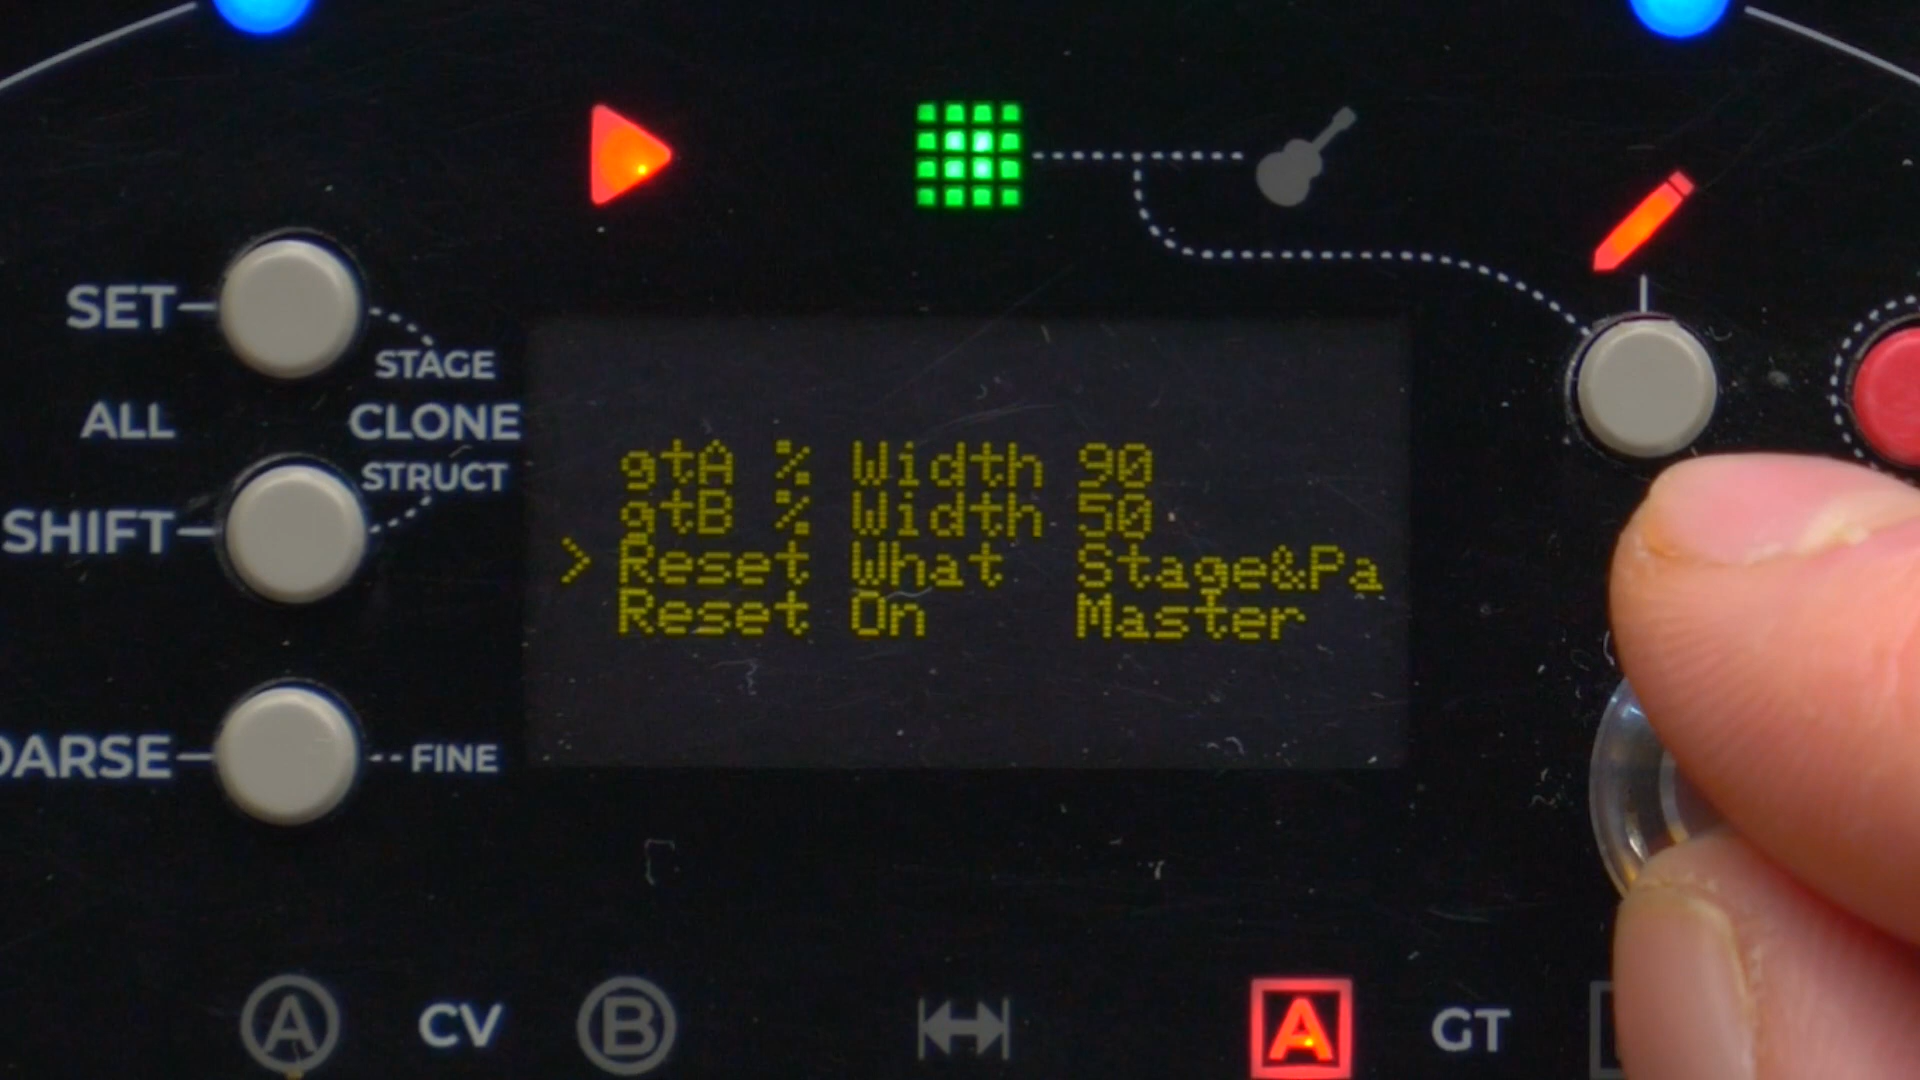 SET
STAGE
ALL
CLONE
STRUCT
SHIFT
OARSE
FINE
gtA % Width 90
gtB % Width 50
> Reset What Stage&Pa
Reset On Master
A CV B A GT